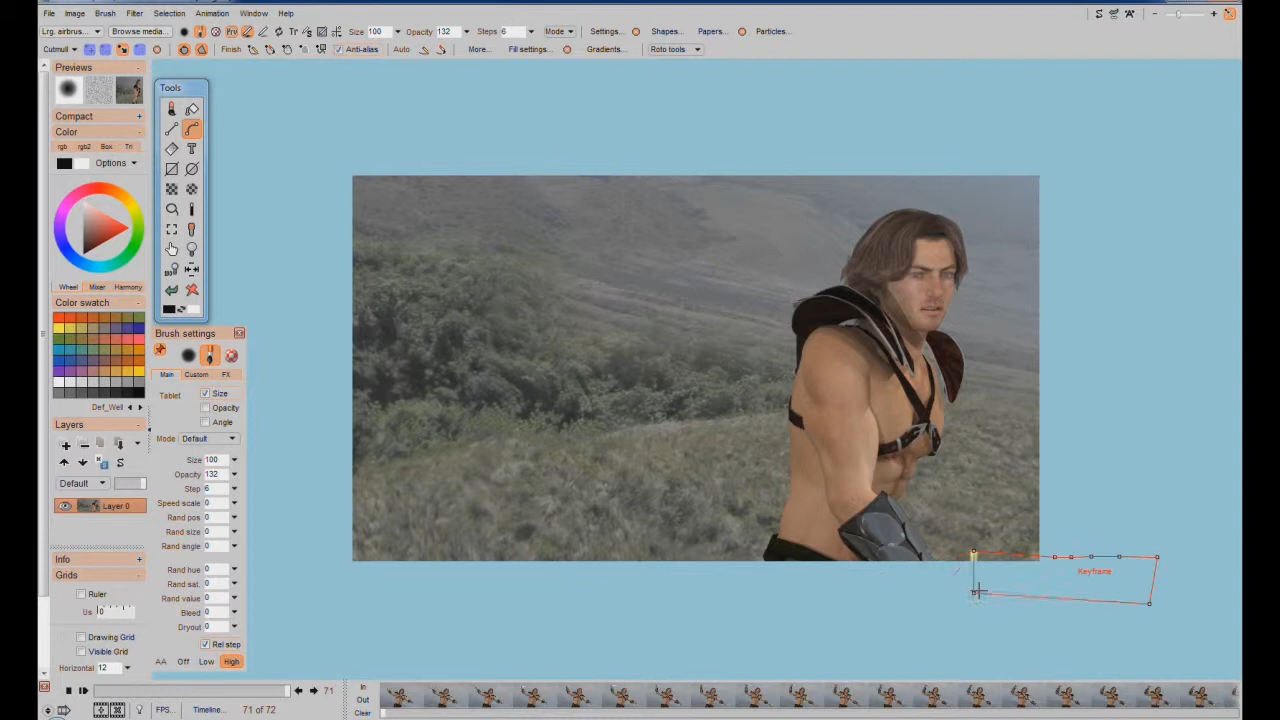 File Image Brush Filter Selection Animation Window Help
Lrg. airbrus... Browse media... Prv Tr Size 100 Opacity 132 Steps 6 Mode Settings... Shapes... Papers... Particles...
Cutmull Finish Anti-alias Auto More... Fill settings... Gradients... Roto tools
Previews -
Tools
Compact +
Color -
rgb rgb2 Box Tri
Options
Wheel Mixer Harmony
Color swatch -
Def_Well
Layers -
Default
Layer 0
Info +
Grids -
Ruler
Us 0
Drawing Grid
Visible Grid
Horizontal 12
Brush settings
Main Custom FX
Tablet Size
Opacity
Angle
Mode Default
Size 100
Opacity 132
Step 6
Speed scale 0
Rand pos 0
Rand size 0
Rand angle 0
Rand hue 0
Rand sat. 0
Rand value 0
Bleed 0
Dryout 0
Rel step
AA Off Low High
Keyframe
71
FPS... Timeline... 71 of 72
In
Out
Clear